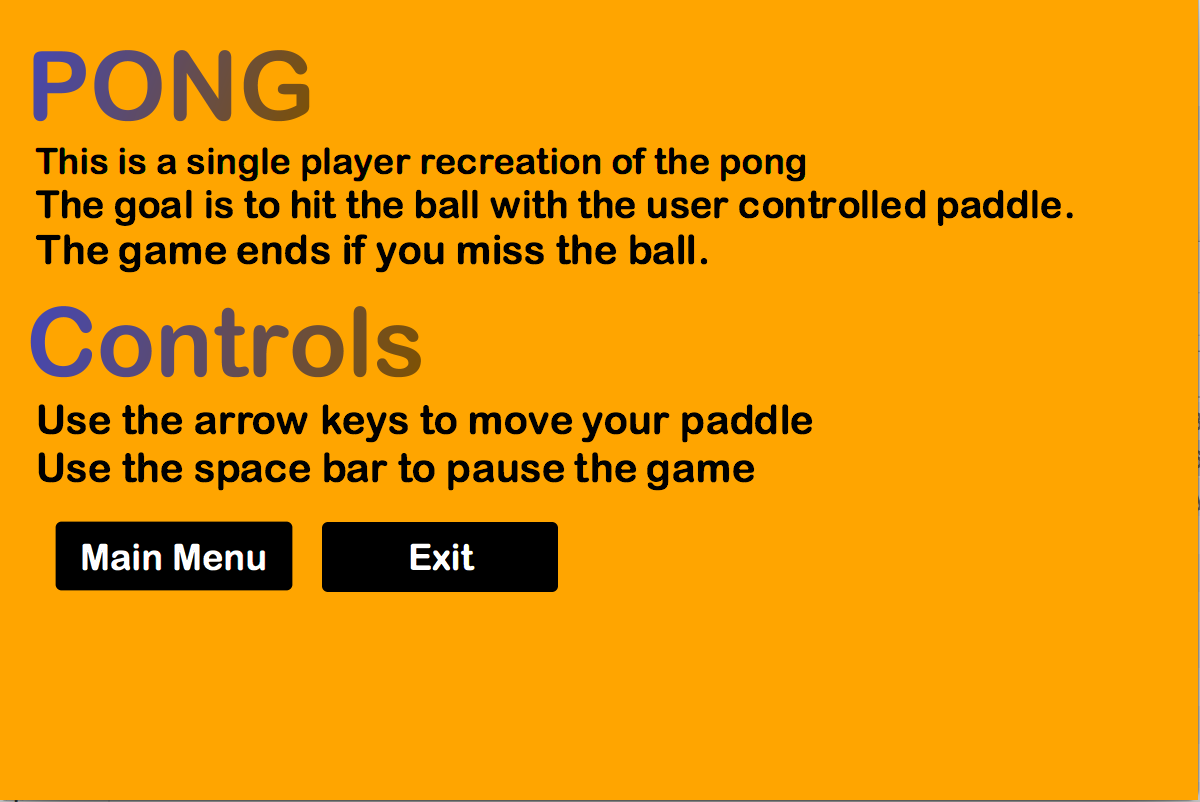 PONG
This is a single player recreation of the pong
The goal is to hit the ball with the user controlled paddle.
The game ends if you miss the ball.
Controls
Use the arrow keys to move your paddle
Use the space bar to pause the game
Main Menu
Exit